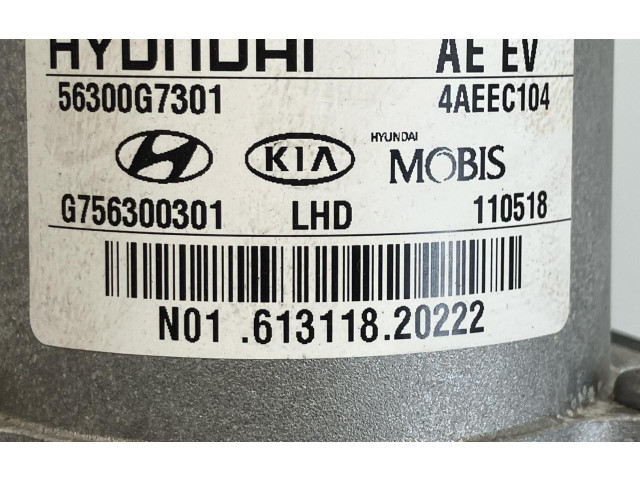 HYUNDAI AE EV
56300G7301 4AEEC104
KIA HYUNDAI MOBIS
G756300301 LHD 110518
N01 .613118.20222